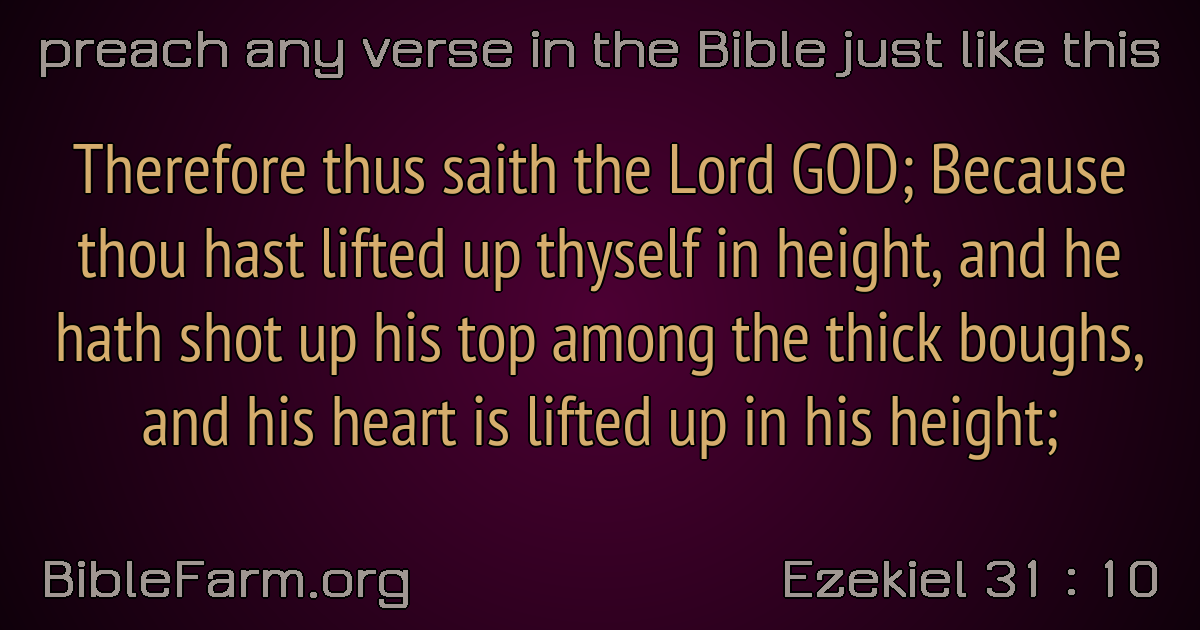 preach any verse in the Bible just like this
Therefore thus saith the Lord GOD; Because
thou hast lifted up thyself in height, and he
hath shot up his top among the thick boughs,
and his heart is lifted up in his height;
BibleFarm.org
Ezekiel 31 : 10